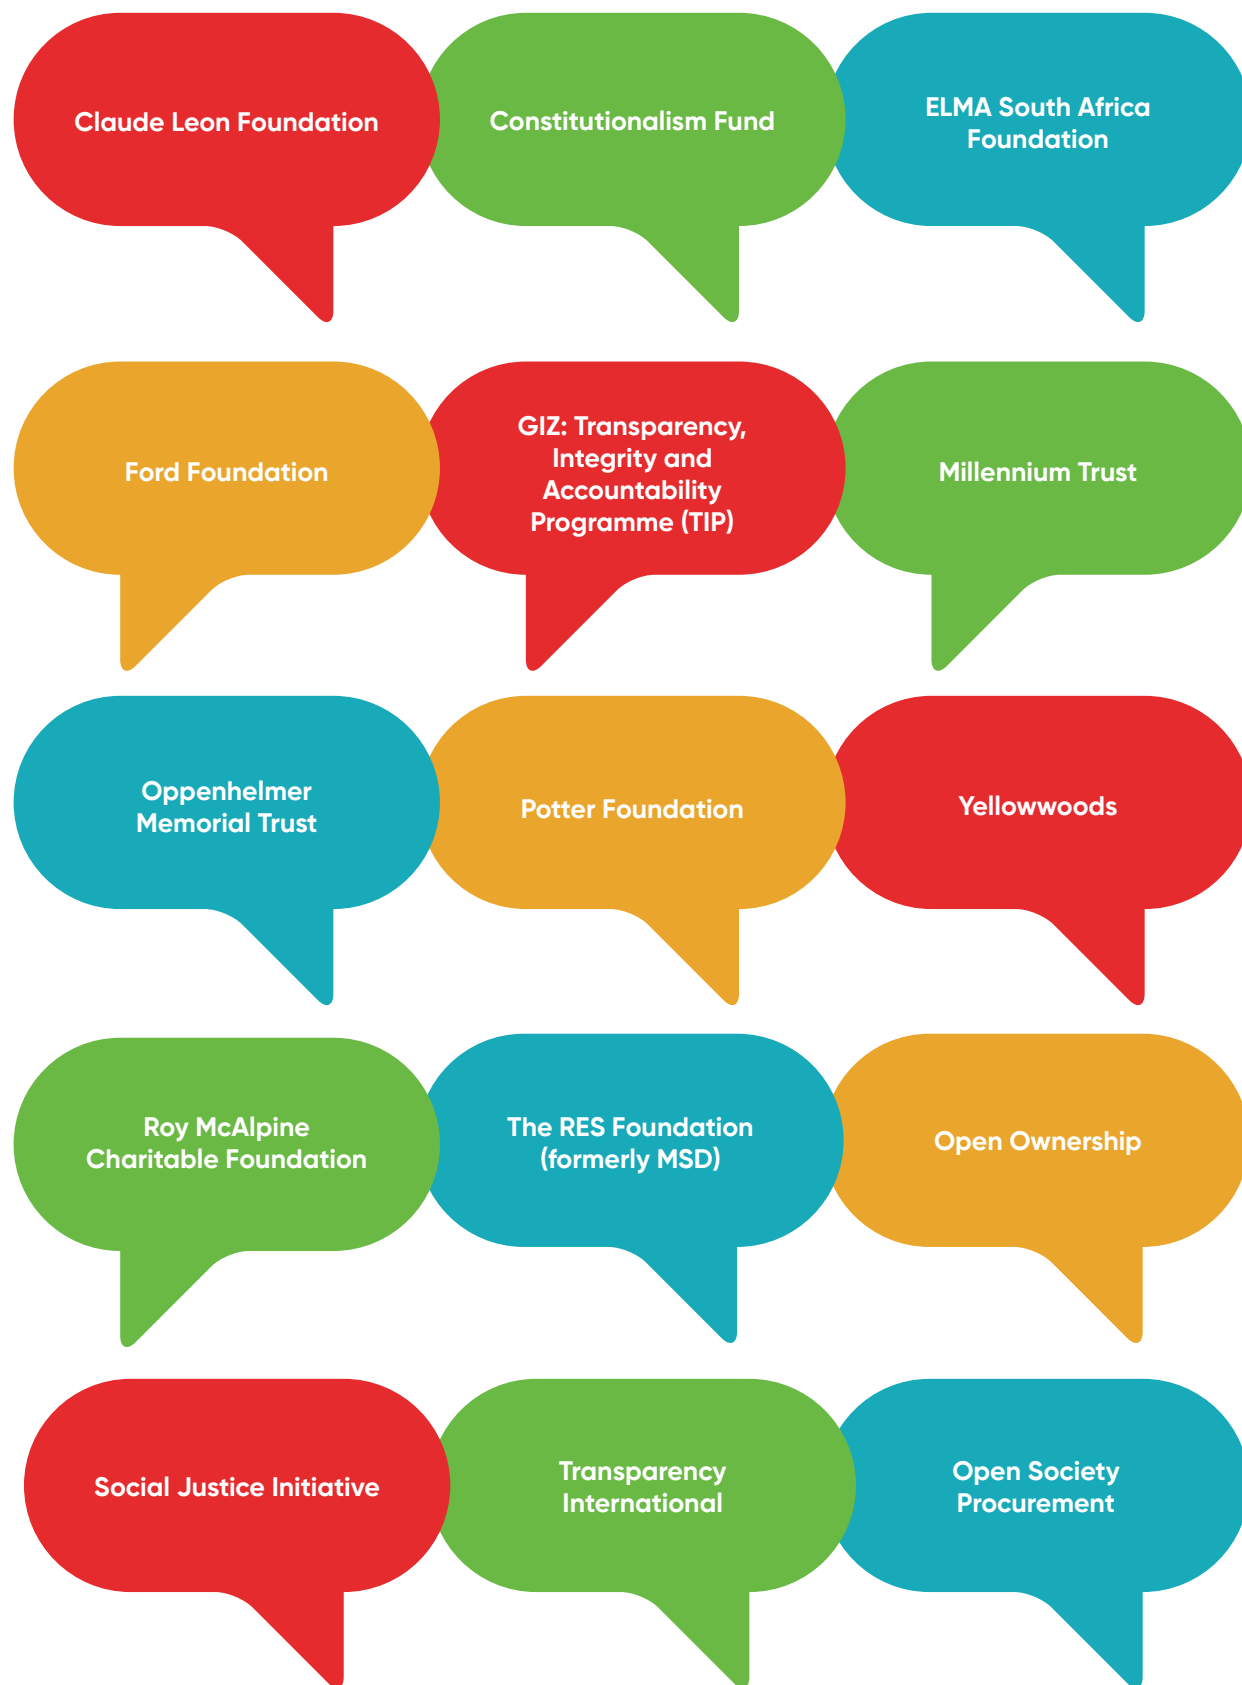 Claude Leon Foundation
Constitutionalism Fund
ELMA South Africa
Foundation
Ford Foundation
GIZ: Transparency,
Integrity and
Accountability
Programme (TIP)
Millennium Trust
Oppenhelmer
Memorial Trust
Potter Foundation
Yellowwoods
Roy McAlpine
Charitable Foundation
The RES Foundation
(formerly MSD)
Open Ownership
Social Justice Initiative
Transparency
International
Open Society
Procurement